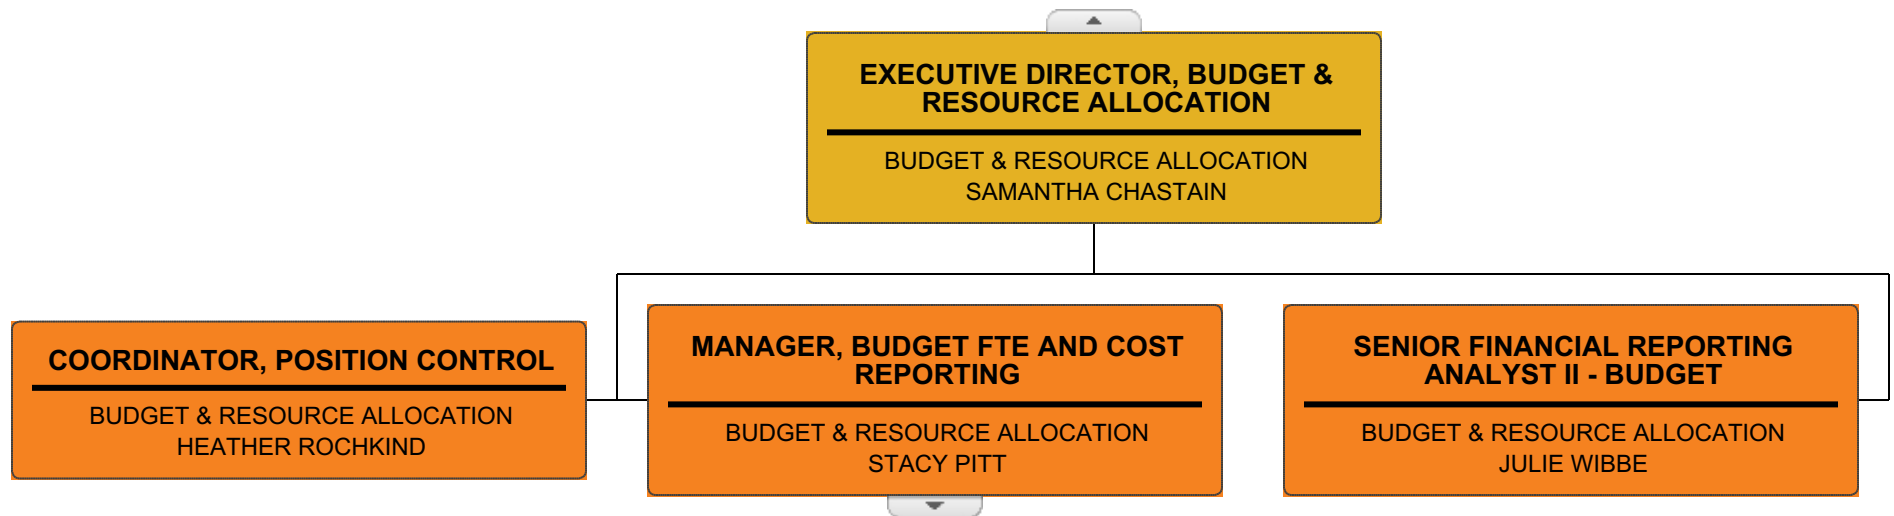 EXECUTIVE DIRECTOR, BUDGET &
RESOURCE ALLOCATION
BUDGET & RESOURCE ALLOCATION
SAMANTHA CHASTAIN
COORDINATOR, POSITION CONTROL
BUDGET & RESOURCE ALLOCATION
HEATHER ROCHKIND
MANAGER, BUDGET FTE AND COST
REPORTING
BUDGET & RESOURCE ALLOCATION
STACY PITT
SENIOR FINANCIAL REPORTING
ANALYST II - BUDGET
BUDGET & RESOURCE ALLOCATION
JULIE WIBBE